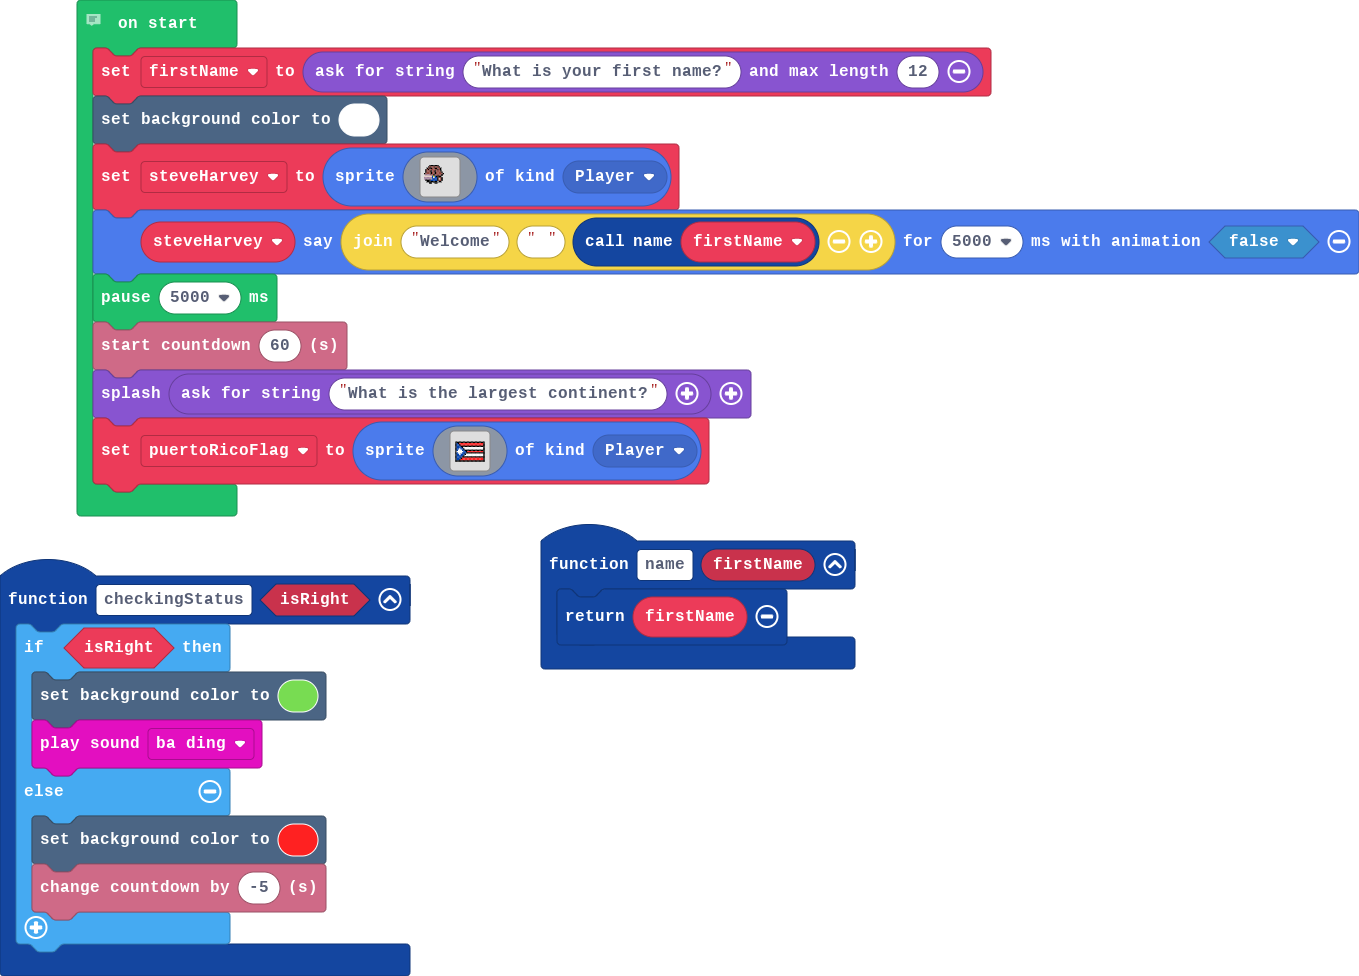 on start
set firstName to ask for string "What is your first name?" and max length 12
set background color to
set steveHarvey to sprite of kind Player
steveHarvey say join "Welcome" " " call name firstName for 5000 ms with animation false
pause 5000 ms
start countdown 60 (s)
splash ask for string "What is the largest continent?"
set puertoRicoFlag to sprite of kind Player
function name firstName
return firstName
function checkingStatus isRight
if isRight then
set background color to
play sound ba ding
else
set background color to
change countdown by -5 (s)